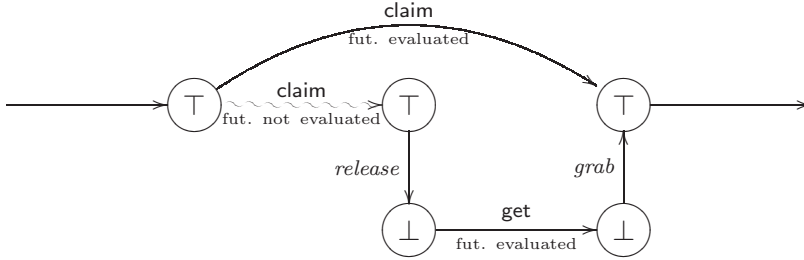 claim
fut. evaluated
claim
⊤ ⊤ ⊤
fut. not evaluated
release grab
get
⊥ ⊥
fut. evaluated